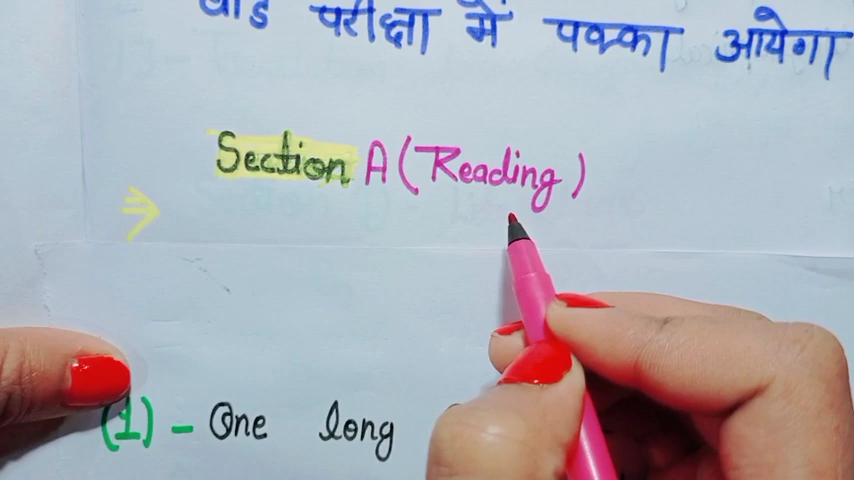 बोर्ड परीक्षा में पक्का आयेगा
Section A (Reading)
(1) - One long